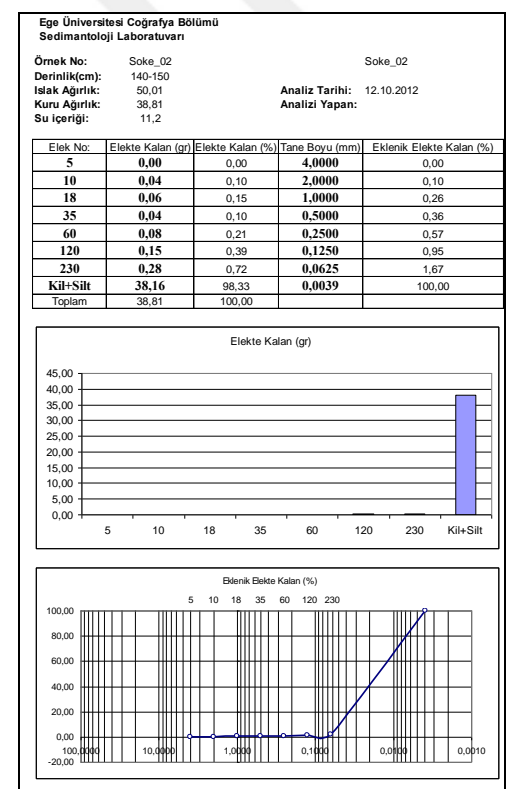 Ege Üniversitesi Coğrafya Bölümü
Sedimantoloji Laboratuvarı
Örnek No: Soke_02 Soke_02
Derinlik(cm): 140-150
Islak Ağırlık: 50,01 Analiz Tarihi: 12.10.2012
Kuru Ağırlık: 38,81 Analizi Yapan:
Su içeriği: 11,2
Elek No: Elekte Kalan (gr) Elekte Kalan (%) Tane Boyu (mm) Eklenik Elekte Kalan (%)
5 0,00 0,00 4,0000 0,00
10 0,04 0,10 2,0000 0,10
18 0,06 0,15 1,0000 0,26
35 0,04 0,10 0,5000 0,36
60 0,08 0,21 0,2500 0,57
120 0,15 0,39 0,1250 0,95
230 0,28 0,72 0,0625 1,67
Kil+Silt 38,16 98,33 0,0039 100,00
Toplam 38,81 100,00
Elekte Kalan (gr)
45,00
40,00
35,00
30,00
25,00
20,00
15,00
10,00
5,00
0,00
5 10 18 35 60 120 230 Kil+Silt
Eklenik Elekte Kalan (%)
5 10 18 35 60 120 230
100,00
80,00
60,00
40,00
20,00
0,00
100,0000 10,0000 1,0000 0,1000 0,0100 0,0010
-20,00